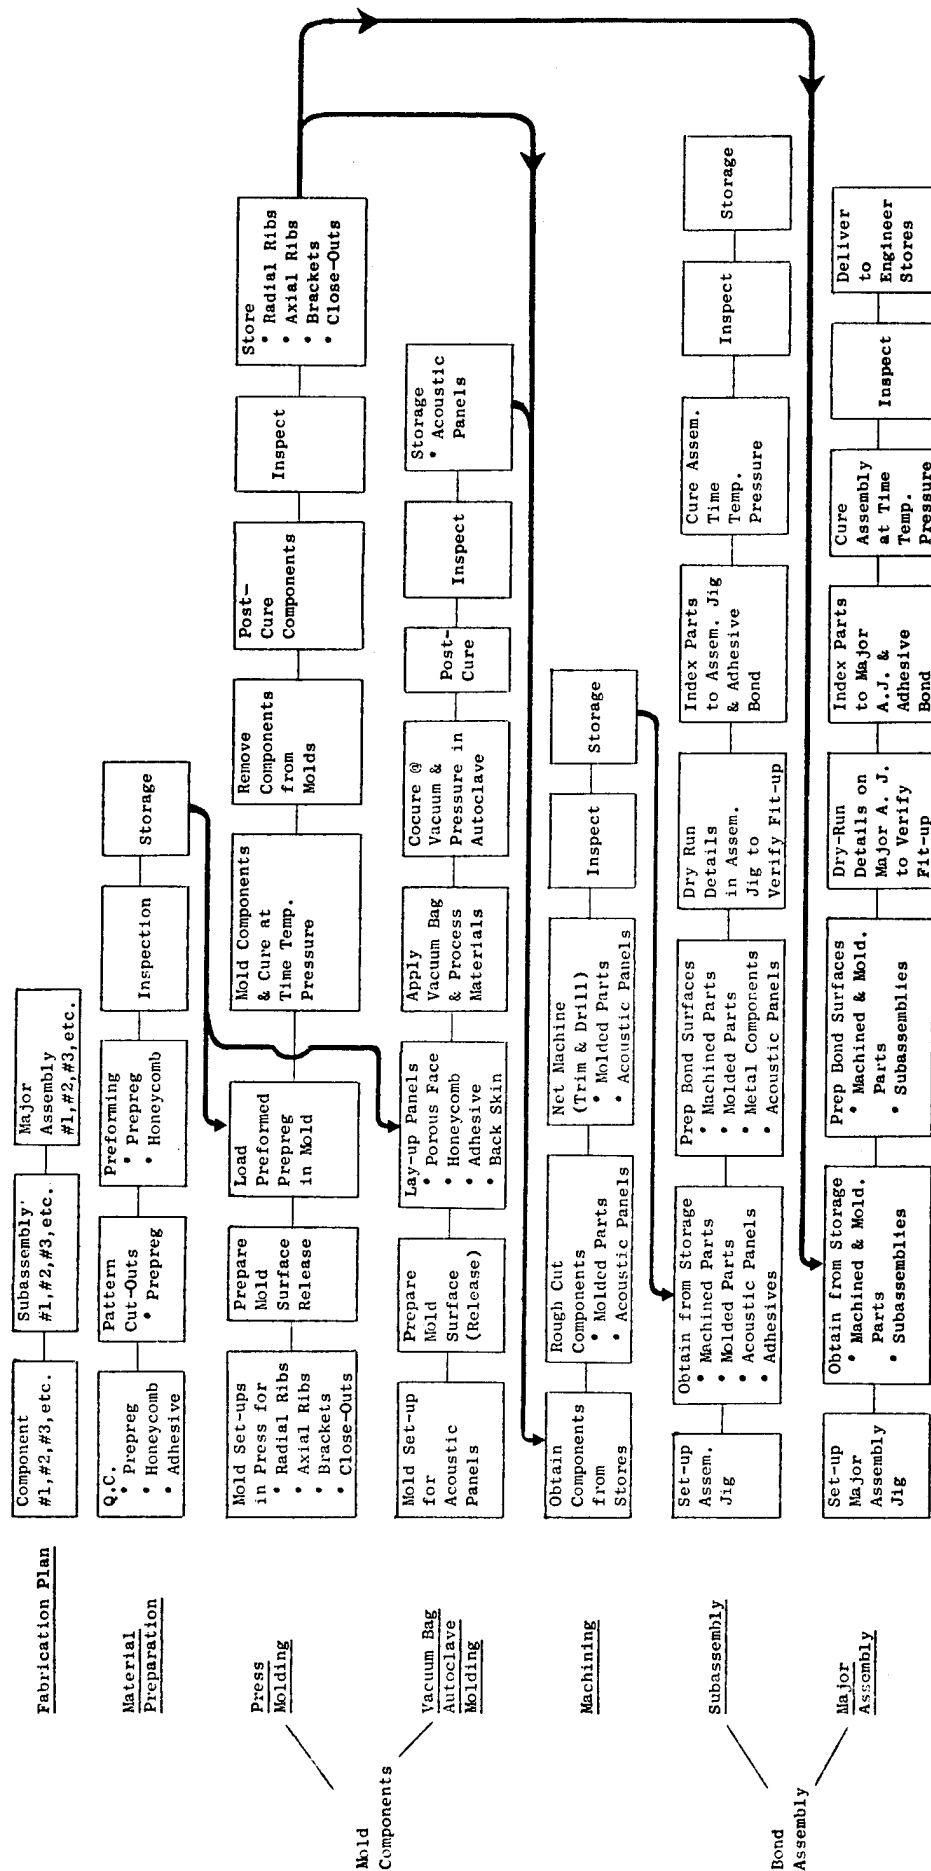 Fabrication Plan
Component
#1,#2,#3,etc.
Subassembly
#1,#2,#3,etc.
Major
Assembly
#1,#2,#3,etc.
Material
Preparation
Q.C.
• Prepreg
• Honeycomb
• Adhesive
Pattern
Cut-Outs
• Prepreg
Preforming
• Prepreg
• Honeycomb
Inspection
Storage
Mold
Components
Press
Molding
Mold Set-ups
in Press for
• Radial Ribs
• Axial Ribs
• Brackets
• Close-Outs
Prepare
Mold
Surface
Release
Load
Preformed
Prepreg
in Mold
Mold Components
& Cure at
Time Temp.
Pressure
Remove
Components
from
Molds
Post-
Cure Components
Inspect
Store
• Radial Ribs
• Axial Ribs
• Brackets
• Close-Outs
Vacuum Bag
Autoclave
Molding
Mold Set-up
for
Acoustic
Panels
Prepare
Mold
Surface
(Release)
Lay-up Panels
• Porous Face
• Honeycomb
• Adhesive
• Back Skin
Apply
Vacuum Bag
& Process
Materials
Cocure @
Vacuum &
Pressure in
Autoclave
Post-
Cure
Inspect
Storage
• Acoustic
Panels
Machining
Obtain
Components
from
Stores
Rough Cut
Components
• Molded Parts
• Acoustic Panels
Net Machine
(Trim & Drill)
• Molded Parts
• Acoustic Panels
Inspect
Storage
Bond
Assembly
Subassembly
Set-up
Assem.
Jig
Obtain from Storage
• Machined Parts
• Molded Parts
• Acoustic Panels
• Adhesives
Prep Bond Surfaces
• Machined Parts
• Molded Parts
• Metal Components
• Acoustic Panels
Dry Run
Details
in Assem.
Jig to
Verify Fit-up
Index Parts
to Assem. Jig
& Adhesive
Bond
Cure Assem.
Time
Temp.
Pressure
Inspect
Storage
Major
Assembly
Set-up
Major
Assembly
Jig
Obtain from Storage
• Machined & Mold.
Parts
• Subassemblies
Prep Bond Surfaces
• Machined & Mold.
Parts
• Subassemblies
Dry-Run
Details on
Major A. J.
to Verify
Fit-up
Index Parts
to Major
A.J. &
Adhesive
Bond
Cure
Assembly
at Time
Temp.
Pressure
Inspect
Deliver
to
Engineer
Stores